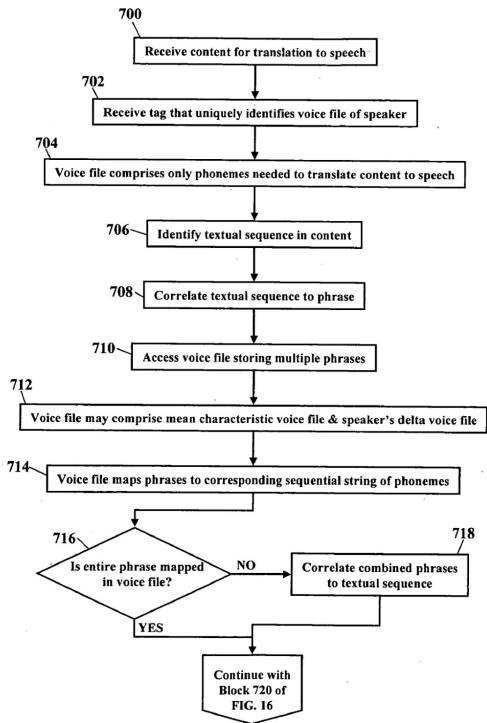 700
Receive content for translation to speech
702
Receive tag that uniquely identifies voice file of speaker
704
Voice file comprises only phonemes needed to translate content to speech
706
Identify textual sequence in content
708
Correlate textual sequence to phrase
710
Access voice file storing multiple phrases
712
Voice file may comprise mean characteristic voice file & speaker's delta voice file
714
Voice file maps phrases to corresponding sequential string of phonemes
716
Is entire phrase mapped
in voice file?
NO
718
Correlate combined phrases
to textual sequence
YES
Continue with
Block 720 of
FIG. 16